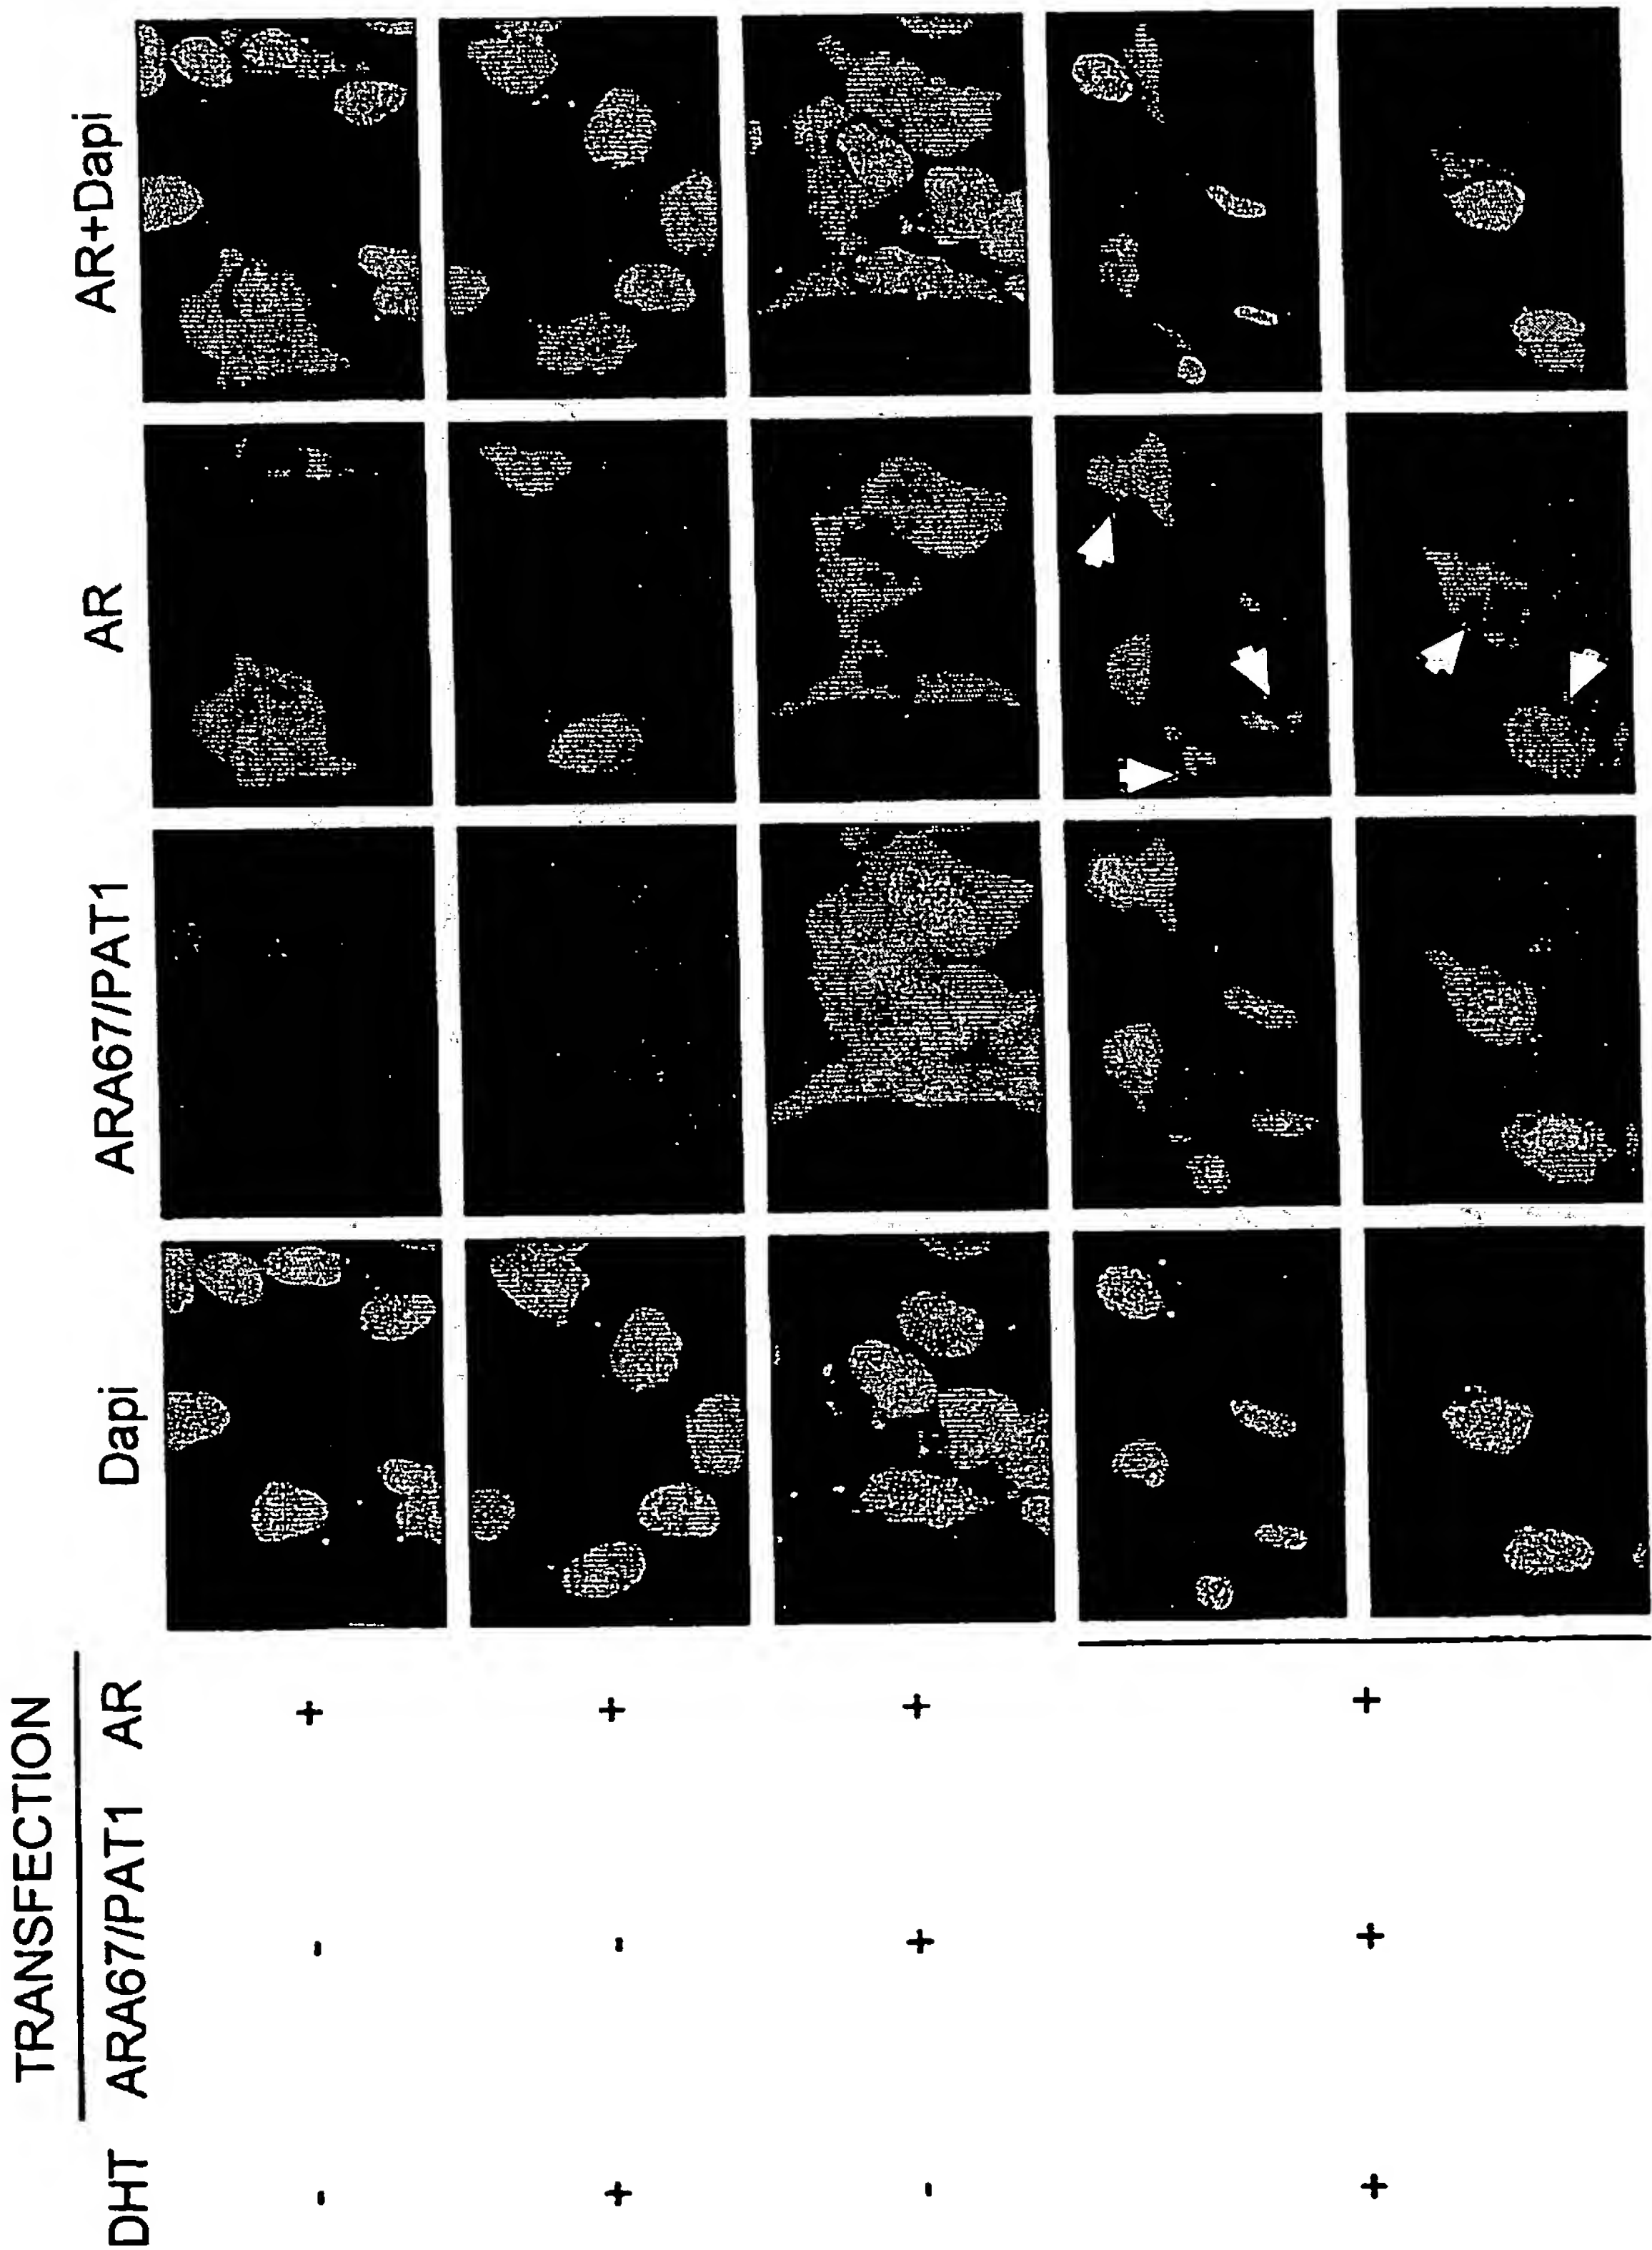 TRANSFECTION
DHT ARA67/PAT1 AR Dapi ARA67/PAT1 AR AR+Dapi
- - +
+ - +
- + +
+ + +